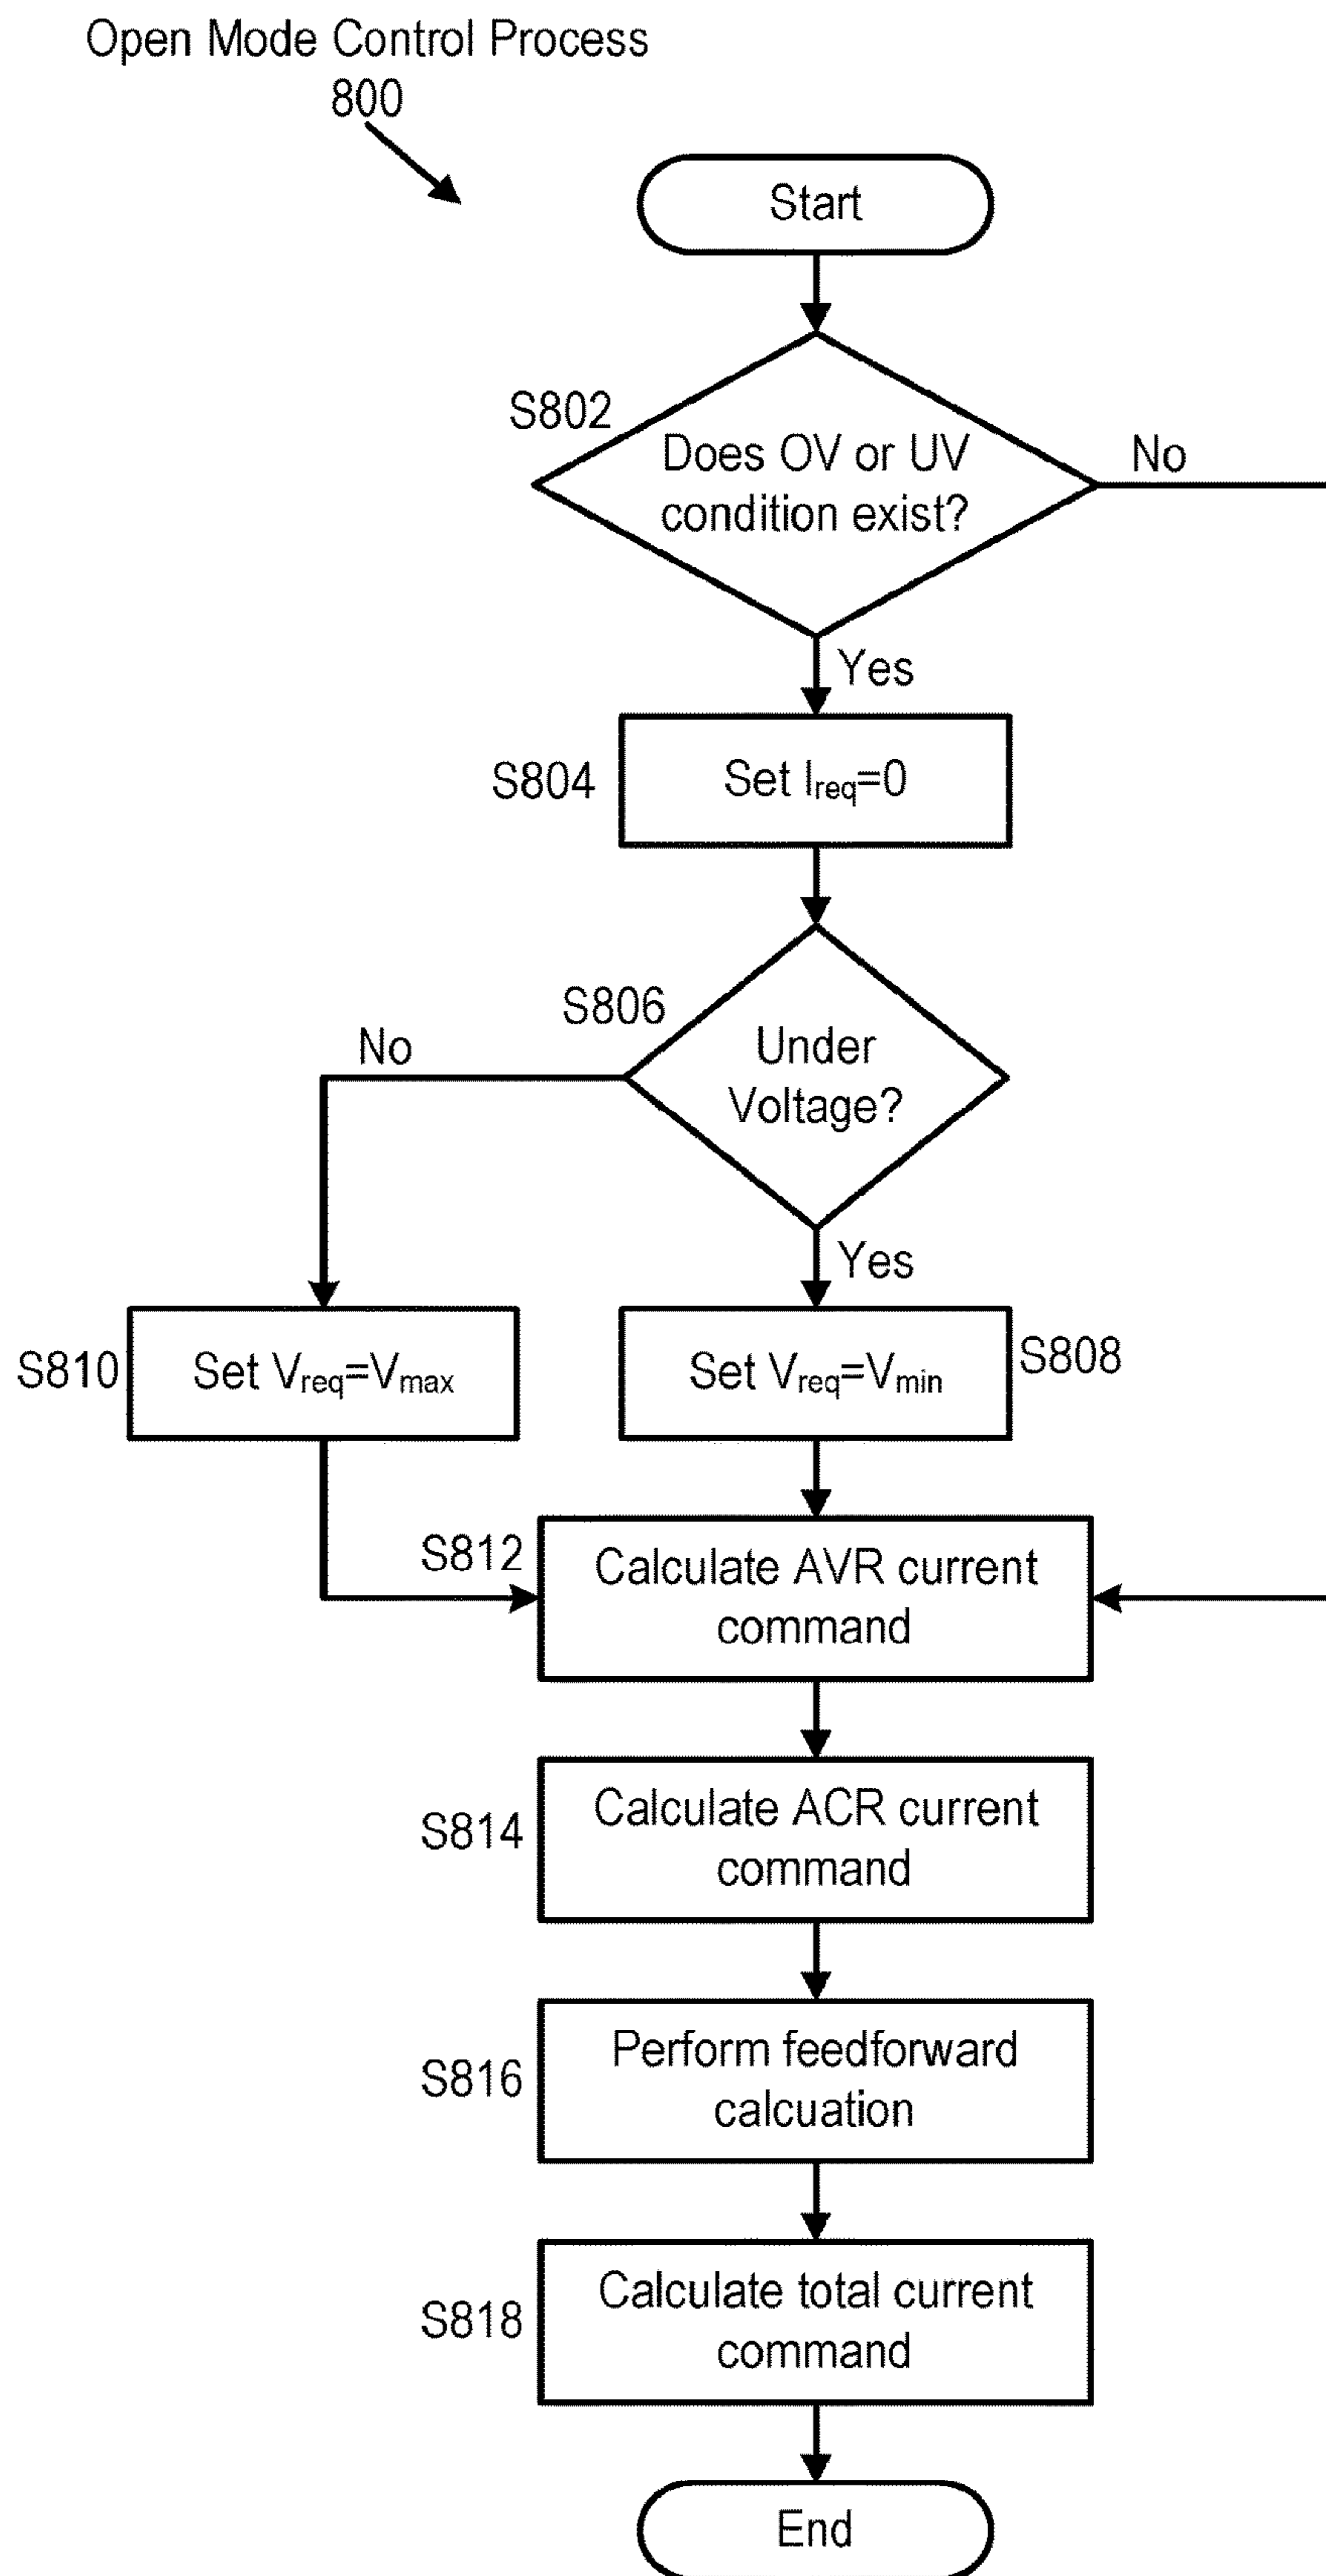 Open Mode Control Process
800
Start
S802
Does OV or UV
condition exist?
No
Yes
S804
Set Ireq=0
S806
Under
Voltage?
No
Yes
S810
Set Vreq=Vmax
Set Vreq=Vmin
S808
S812
Calculate AVR current
command
S814
Calculate ACR current
command
S816
Perform feedforward
calcuation
S818
Calculate total current
command
End